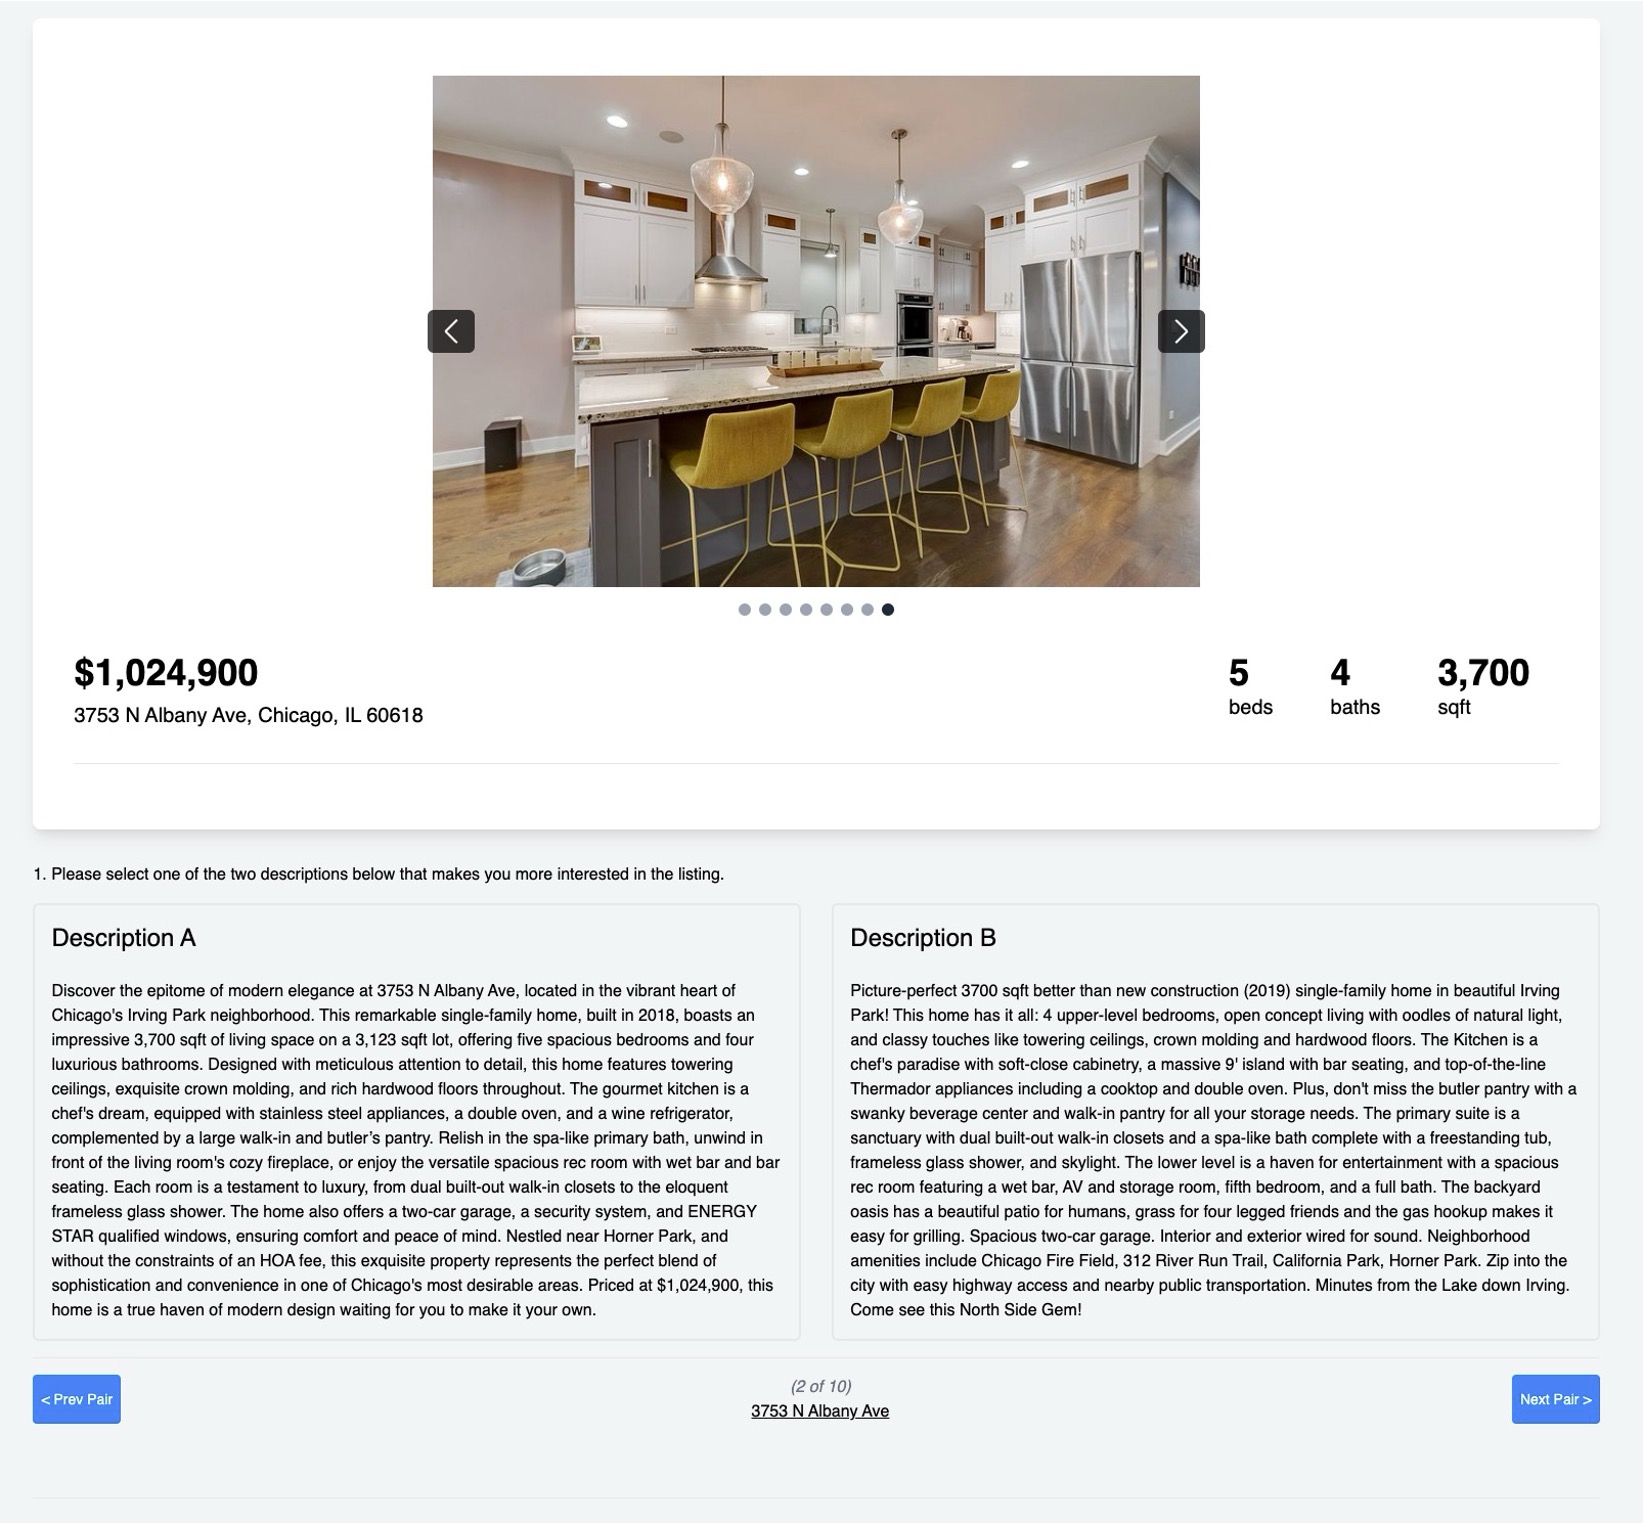 $1,024,900
3753 N Albany Ave, Chicago, IL 60618
5
beds
4
baths
3,700
sqft
1. Please select one of the two descriptions below that makes you more interested in the listing.
Description A
Discover the epitome of modern elegance at 3753 N Albany Ave, located in the vibrant heart of
Chicago's Irving Park neighborhood. This remarkable single-family home, built in 2018, boasts an
impressive 3,700 sqft of living space on a 3,123 sqft lot, offering five spacious bedrooms and four
luxurious bathrooms. Designed with meticulous attention to detail, this home features towering
ceilings, exquisite crown molding, and rich hardwood floors throughout. The gourmet kitchen is a
chef's dream, equipped with stainless steel appliances, a double oven, and a wine refrigerator,
complemented by a large walk-in and butler’s pantry. Relish in the spa-like primary bath, unwind in
front of the living room's cozy fireplace, or enjoy the versatile spacious rec room with wet bar and bar
seating. Each room is a testament to luxury, from dual built-out walk-in closets to the eloquent
frameless glass shower. The home also offers a two-car garage, a security system, and ENERGY
STAR qualified windows, ensuring comfort and peace of mind. Nestled near Horner Park, and
without the constraints of an HOA fee, this exquisite property represents the perfect blend of
sophistication and convenience in one of Chicago's most desirable areas. Priced at $1,024,900, this
home is a true haven of modern design waiting for you to make it your own.
Description B
Picture-perfect 3700 sqft better than new construction (2019) single-family home in beautiful Irving
Park! This home has it all: 4 upper-level bedrooms, open concept living with oodles of natural light,
and classy touches like towering ceilings, crown molding and hardwood floors. The Kitchen is a
chef's paradise with soft-close cabinetry, a massive 9' island with bar seating, and top-of-the-line
Thermador appliances including a cooktop and double oven. Plus, don't miss the butler pantry with a
swanky beverage center and walk-in pantry for all your storage needs. The primary suite is a
sanctuary with dual built-out walk-in closets and a spa-like bath complete with a freestanding tub,
frameless glass shower, and skylight. The lower level is a haven for entertainment with a spacious
rec room featuring a wet bar, AV and storage room, fifth bedroom, and a full bath. The backyard
oasis has a beautiful patio for humans, grass for four legged friends and the gas hookup makes it
easy for grilling. Spacious two-car garage. Interior and exterior wired for sound. Neighborhood
amenities include Chicago Fire Field, 312 River Run Trail, California Park, Horner Park. Zip into the
city with easy highway access and nearby public transportation. Minutes from the Lake down Irving.
Come see this North Side Gem!
< Prev Pair
(2 of 10)
3753 N Albany Ave
Next Pair >